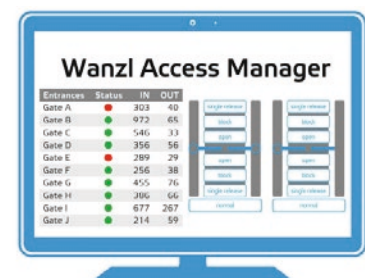 Wanzl Access Manager
Entrances Status IN OUT
Gate A 303 40
Gate B 972 65
Gate C 546 33
Gate D 356 56
Gate E 289 29
Gate F 256 38
Gate G 455 76
Gate H 386 66
Gate I 677 267
Gate J 214 59
single release single release
block block
open open
open open
block block
single release single release
normal normal